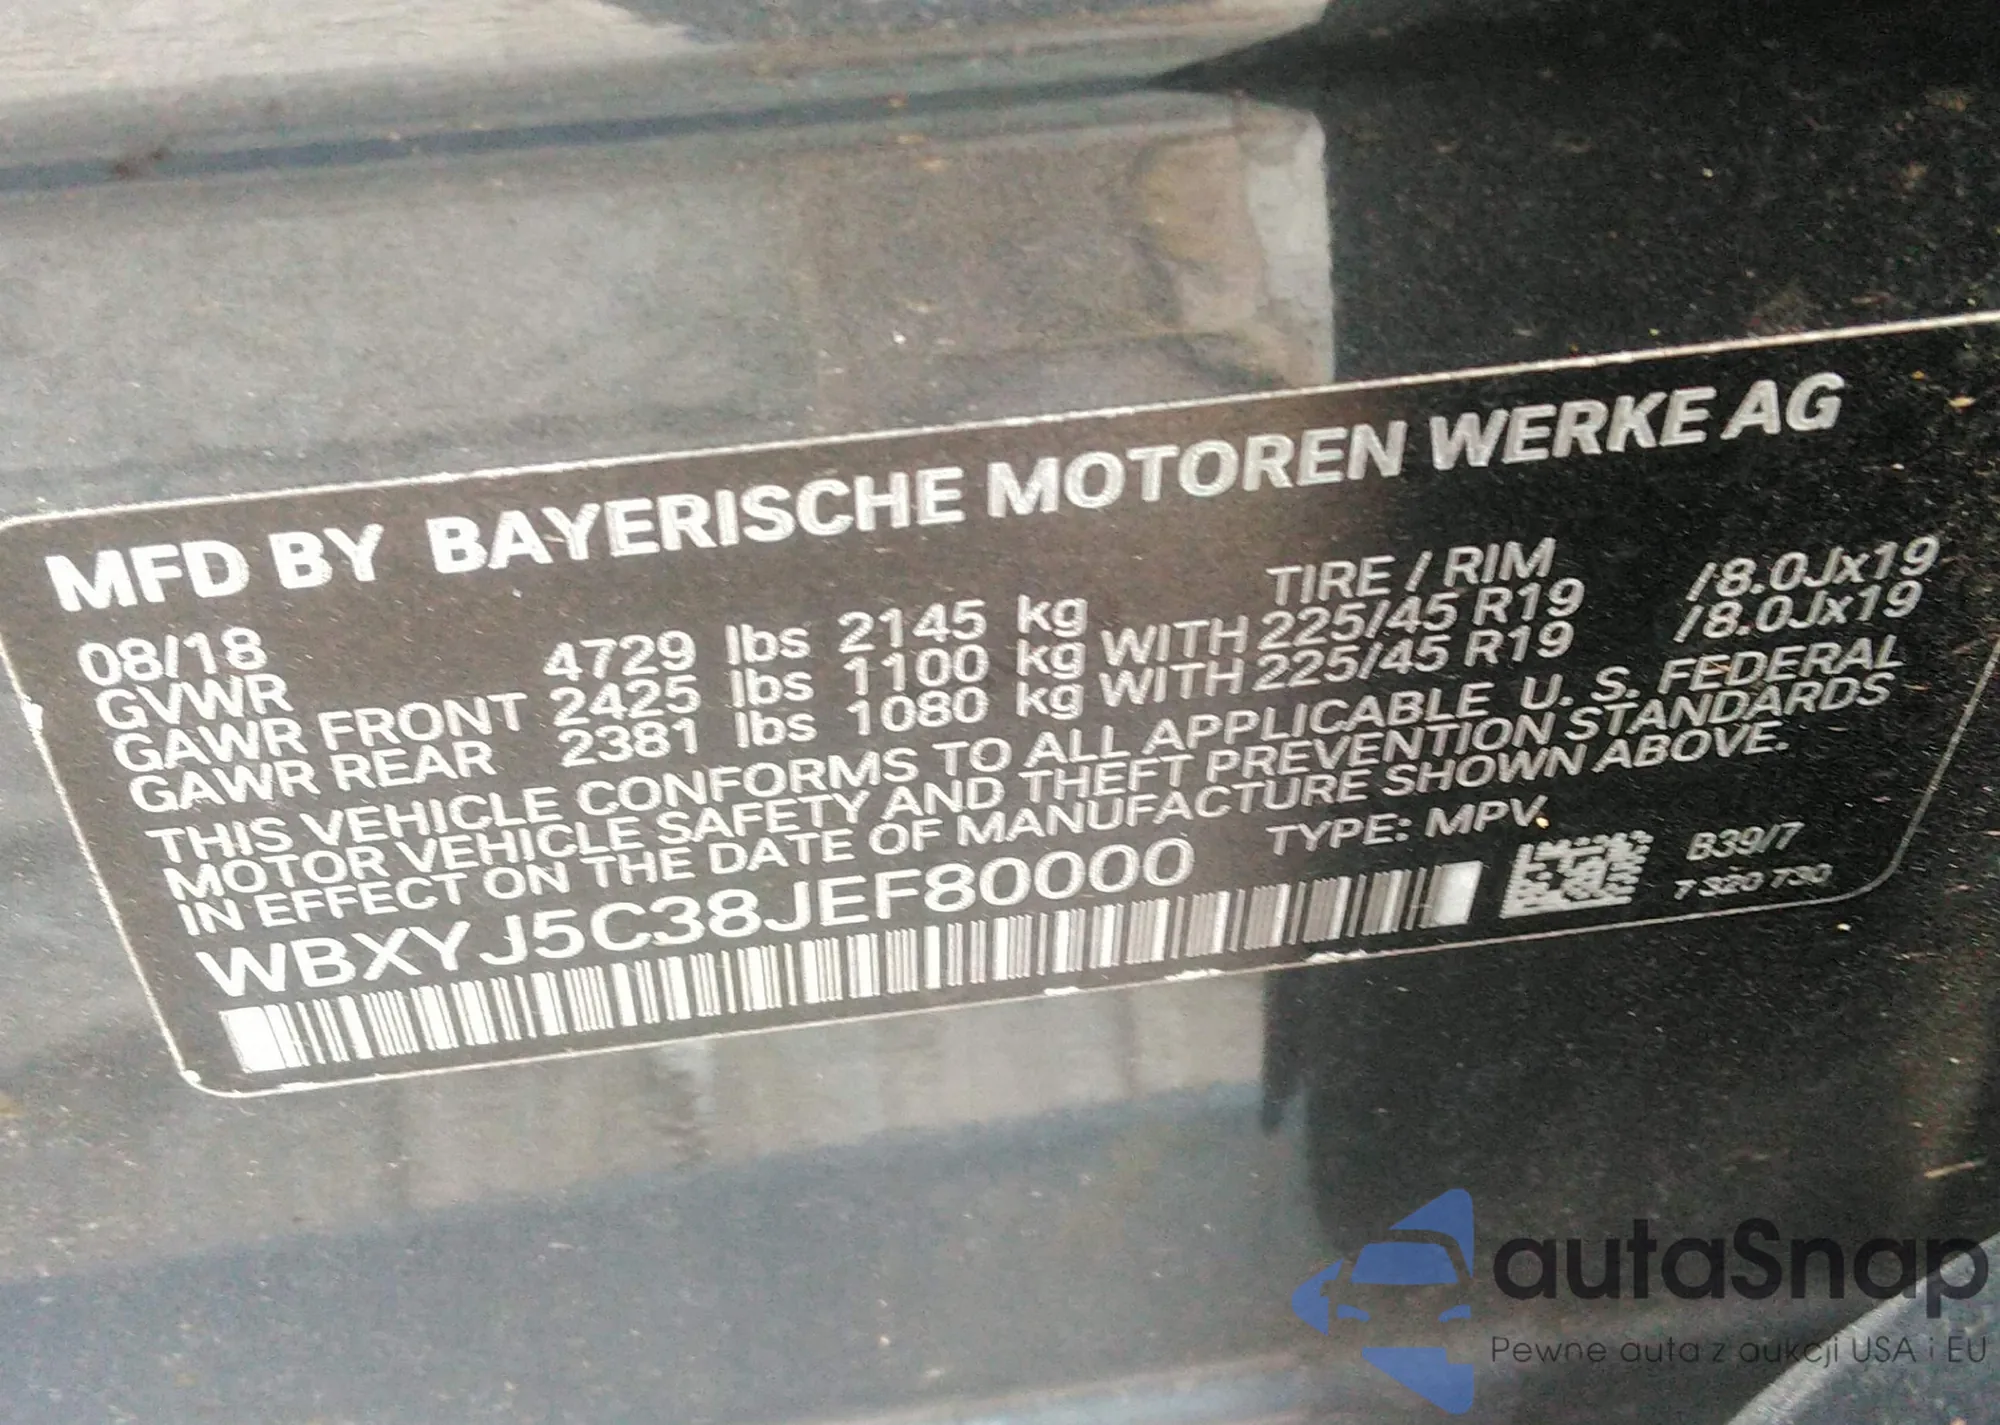 MFD BY BAYERISCHE MOTOREN WERKE AG
08/18 TIRE / RIM
GVWR 4729 lbs 2145 kg
GAWR FRONT 2425 lbs 1100 kg WITH 225/45 R19 /8.0Jx19
GAWR REAR 2381 lbs 1080 kg WITH 225/45 R19 /8.0Jx19
THIS VEHICLE CONFORMS TO ALL APPLICABLE U. S. FEDERAL
MOTOR VEHICLE SAFETY AND THEFT PREVENTION STANDARDS
IN EFFECT ON THE DATE OF MANUFACTURE SHOWN ABOVE.
WBXYJ5C38JEF80000 TYPE: MPV
B39/7
7 320 730
autaSnap
Pewne auta z aukcji USA i EU